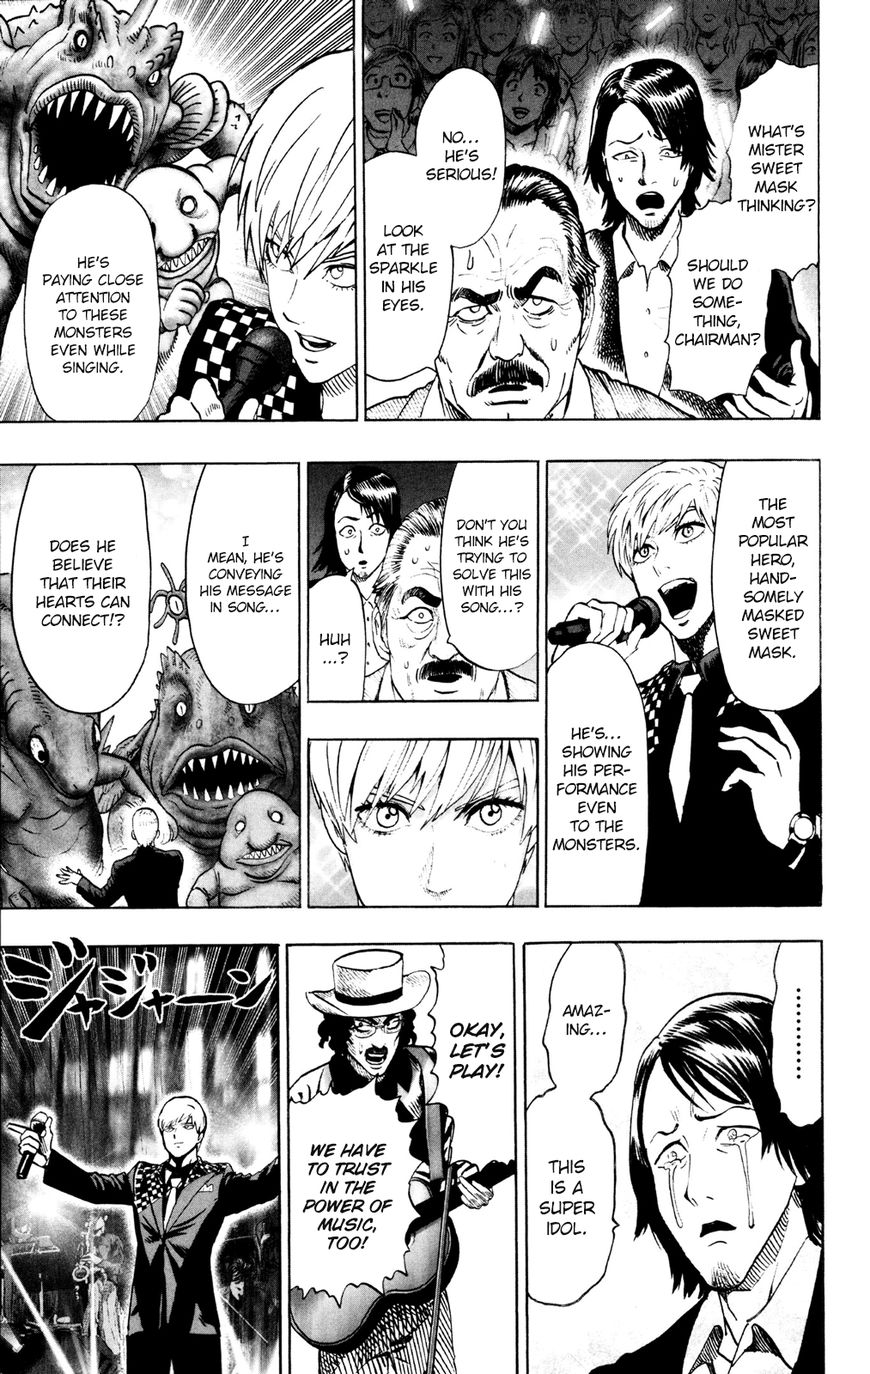 WHAT'S
MISTER
SWEET
MASK
THINKING?
SHOULD
WE DO
SOME-
THING,
CHAIRMAN?
NO...
HE'S
SERIOUS!
LOOK
AT THE
SPARKLE
IN HIS
EYES.
HE'S
PAYING CLOSE
ATTENTION
TO THESE
MONSTERS
EVEN WHILE
SINGING.
THE
MOST
POPULAR
HERO,
HAND-
SOMELY
MASKED
SWEET
MASK.
HE'S...
SHOWING
HIS PER-
FORMANCE
EVEN
TO THE
MONSTERS.
DON'T YOU
THINK HE'S
TRYING TO
SOLVE THIS
WITH HIS
SONG...?
HUH
...?
I
MEAN, HE'S
CONVEYING
HIS MESSAGE
IN SONG...
DOES HE
BELIEVE
THAT THEIR
HEARTS CAN
CONNECT!?
.........
AMAZ-
ING...
THIS
IS A
SUPER
IDOL.
OKAY,
LET'S
PLAY!
WE HAVE
TO TRUST
IN THE
POWER OF
MUSIC,
TOO!
ジャジャーン